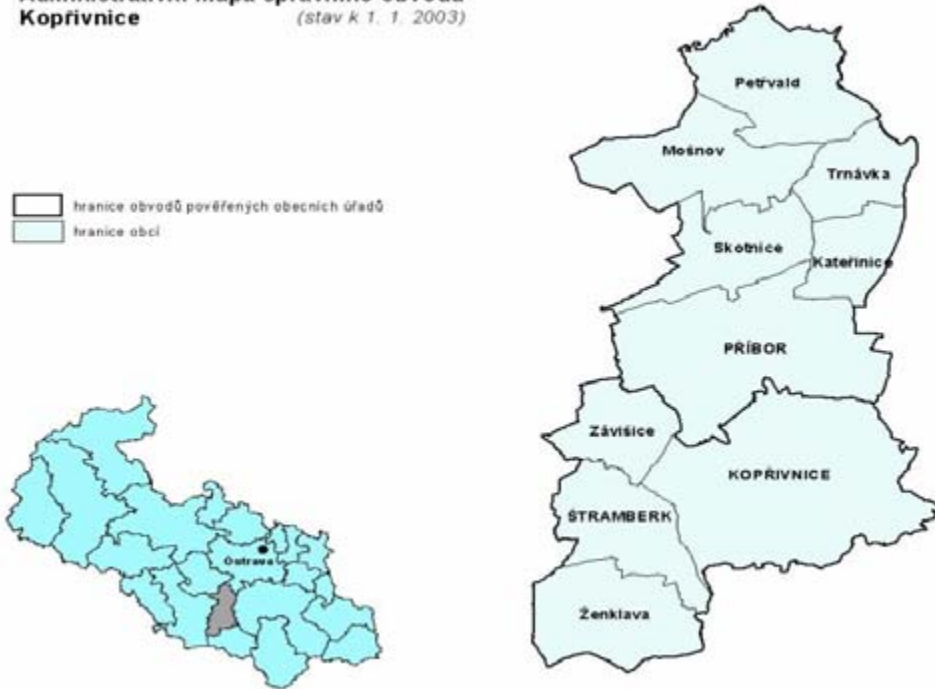 Kopřivnice
(stav k 1. 1. 2003)
hranice obvodů pověřených obecních úřadů
hranice obcí
Petřvald
Mošnov
Trnávka
Skotnice
Kateřinice
PŘÍBOR
Závišice
KOPŘIVNICE
ŠTRAMBERK
Ženklava
Ostrava